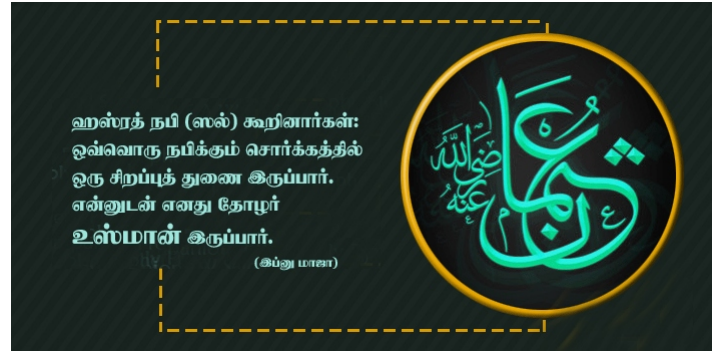 ஹஸ்ரத் நபி (ஸல்) கூறினார்கள்:
ஒவ்வொரு நபிக்கும் சொர்க்கத்தில்
ஒரு சிறப்புத் துணை இருப்பார்.
என்னுடன் எனது தோழர்
உஸ்மான் இருப்பார்.
(இப்னு மாஜா)
عثمان
رضي الله عنه